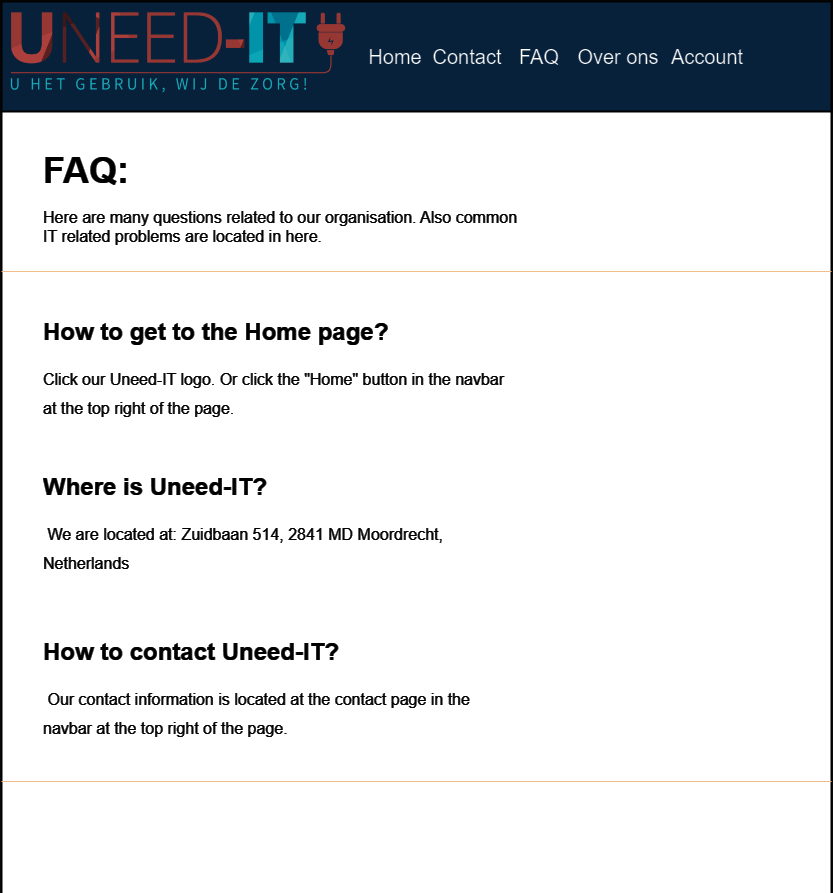 UNEED-IT
U HET GEBRUIK, WIJ DE ZORG!
Home Contact FAQ Over ons Account
FAQ:
Here are many questions related to our organisation. Also common
IT related problems are located in here.
How to get to the Home page?
Click our Uneed-IT logo. Or click the "Home" button in the navbar
at the top right of the page.
Where is Uneed-IT?
We are located at: Zuidbaan 514, 2841 MD Moordrecht,
Netherlands
How to contact Uneed-IT?
Our contact information is located at the contact page in the
navbar at the top right of the page.